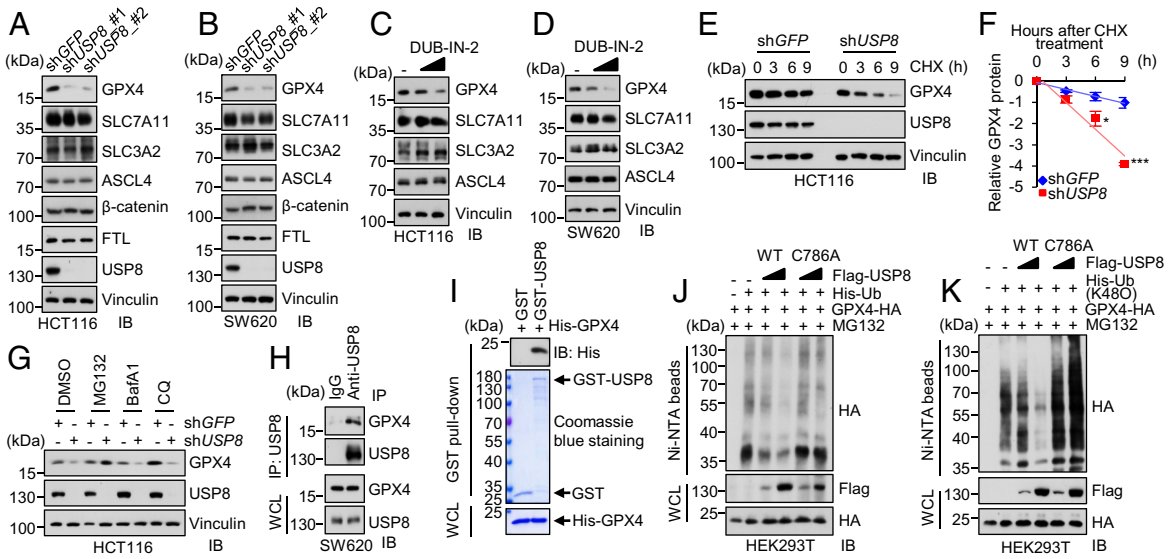 A
shGFP
shUSP8_#1
shUSP8_#2
(kDa)
15 GPX4
35 SLC7A11
70 SLC3A2
70 ASCL4
100 β-catenin
15 FTL
130 USP8
100 Vinculin
HCT116 IB
B
shGFP
shUSP8_#1
shUSP8_#2
(kDa)
15 GPX4
35 SLC7A11
70 SLC3A2
70 ASCL4
100 β-catenin
15 FTL
130 USP8
100 Vinculin
SW620 IB
C
DUB-IN-2
(kDa) -
15 GPX4
35 SLC7A11
70 SLC3A2
70 ASCL4
100 Vinculin
HCT116 IB
D
DUB-IN-2
(kDa) -
15 GPX4
35 SLC7A11
70 SLC3A2
70 ASCL4
100 Vinculin
SW620 IB
E
shGFP shUSP8
(kDa) 0 3 6 9 0 3 6 9 CHX (h)
15 GPX4
130 USP8
100 Vinculin
HCT116 IB
F
Hours after CHX
treatment
0 3 6 9 (h)
Relative GPX4 protein
0
-1
-2
-3
-4
-5
*
***
shGFP
shUSP8
G
DMSO MG132 BafA1 CQ
+ - + - + - + - shGFP
- + - + - + - + shUSP8
(kDa)
15 GPX4
130 USP8
100 Vinculin
HCT116 IB
H
IgG
Anti-USP8
(kDa) IP
IP: USP8
15 GPX4
130 USP8
WCL
15 GPX4
130 USP8
SW620 IB
I
GST
GST-USP8
+ + His-GPX4
(kDa)
25 IB: His
GST pull-down
180 GST-USP8
130
100
70
55
40
35
25
Coomassie
blue staining
GST
WCL
25
15 His-GPX4
J
WT C786A
- - Flag-USP8
- + + + + + His-Ub
+ + + + + + GPX4-HA
(kDa) + + + + + + MG132
Ni-NTA beads
130
100
70
55
35
HA
WCL
130 Flag
25
15 HA
HEK293T IB
K
WT C786A
- - Flag-USP8
- + + + + + His-Ub
(K48O)
+ + + + + + GPX4-HA
(kDa) + + + + + + MG132
Ni-NTA beads
130
100
70
55
40
35
HA
WCL
130 Flag
25
15 HA
HEK293T IB